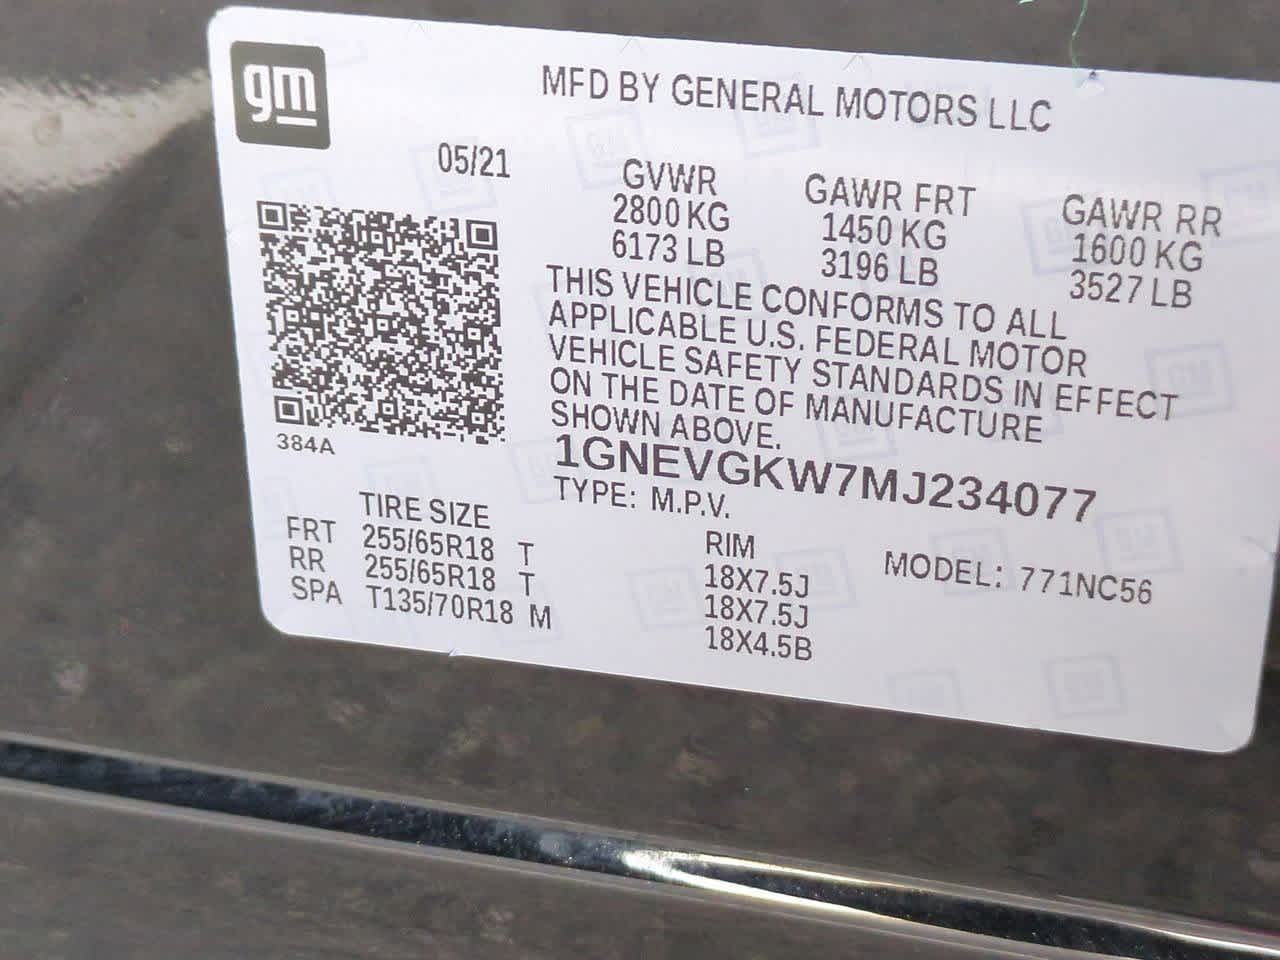 gm
MFD BY GENERAL MOTORS LLC
05/21
GVWR
2800 KG
6173 LB
GAWR FRT
1450 KG
3196 LB
GAWR RR
1600 KG
3527 LB
THIS VEHICLE CONFORMS TO ALL
APPLICABLE U.S. FEDERAL MOTOR
VEHICLE SAFETY STANDARDS IN EFFECT
ON THE DATE OF MANUFACTURE
SHOWN ABOVE.
384A
1GNEVGKW7MJ234077
TYPE: M.P.V.
MODEL: 771NC56
TIRE SIZE RIM
FRT 255/65R18 T 18X7.5J
RR 255/65R18 T 18X7.5J
SPA T135/70R18 M 18X4.5B